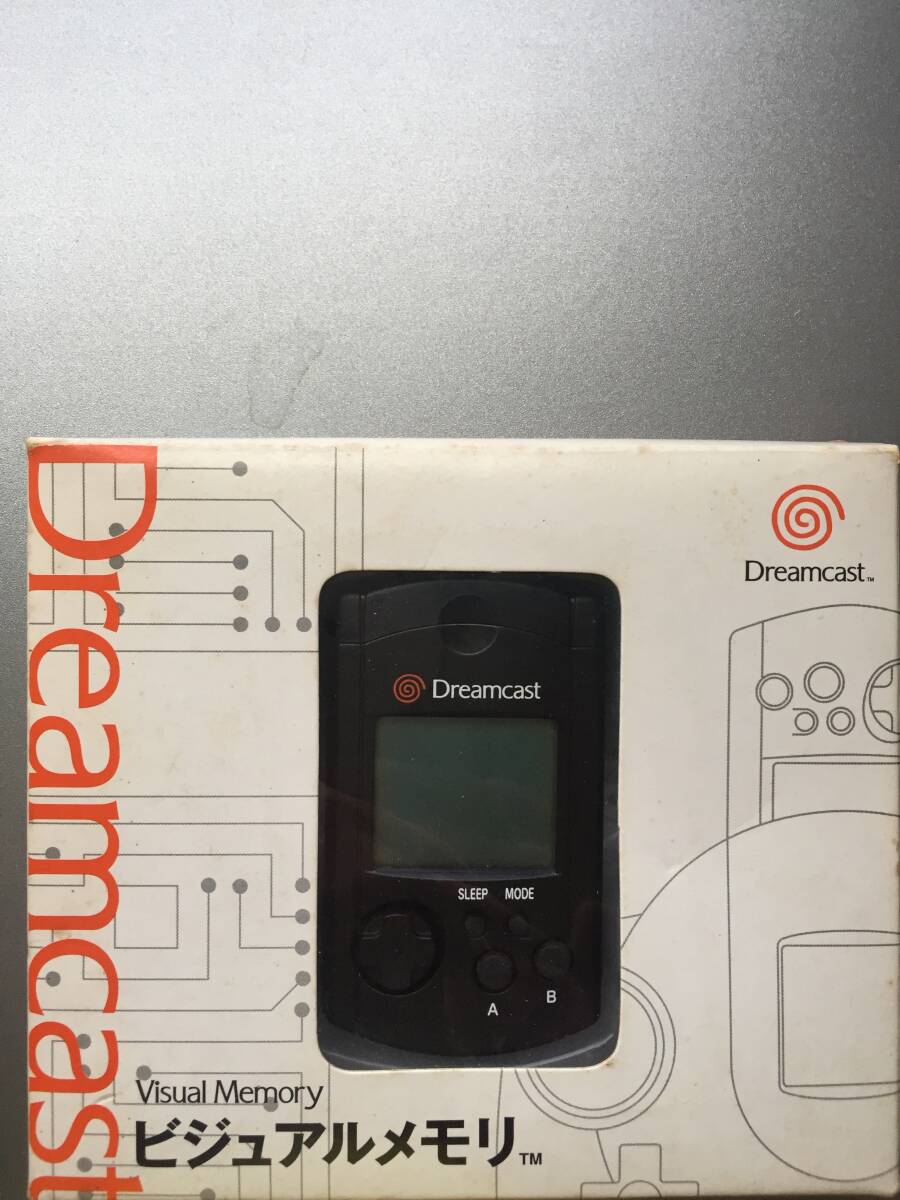 Dreamcast
Dreamcast™
Dreamcast
SLEEP MODE
A B
Visual Memory
ビジュアルメモリ™